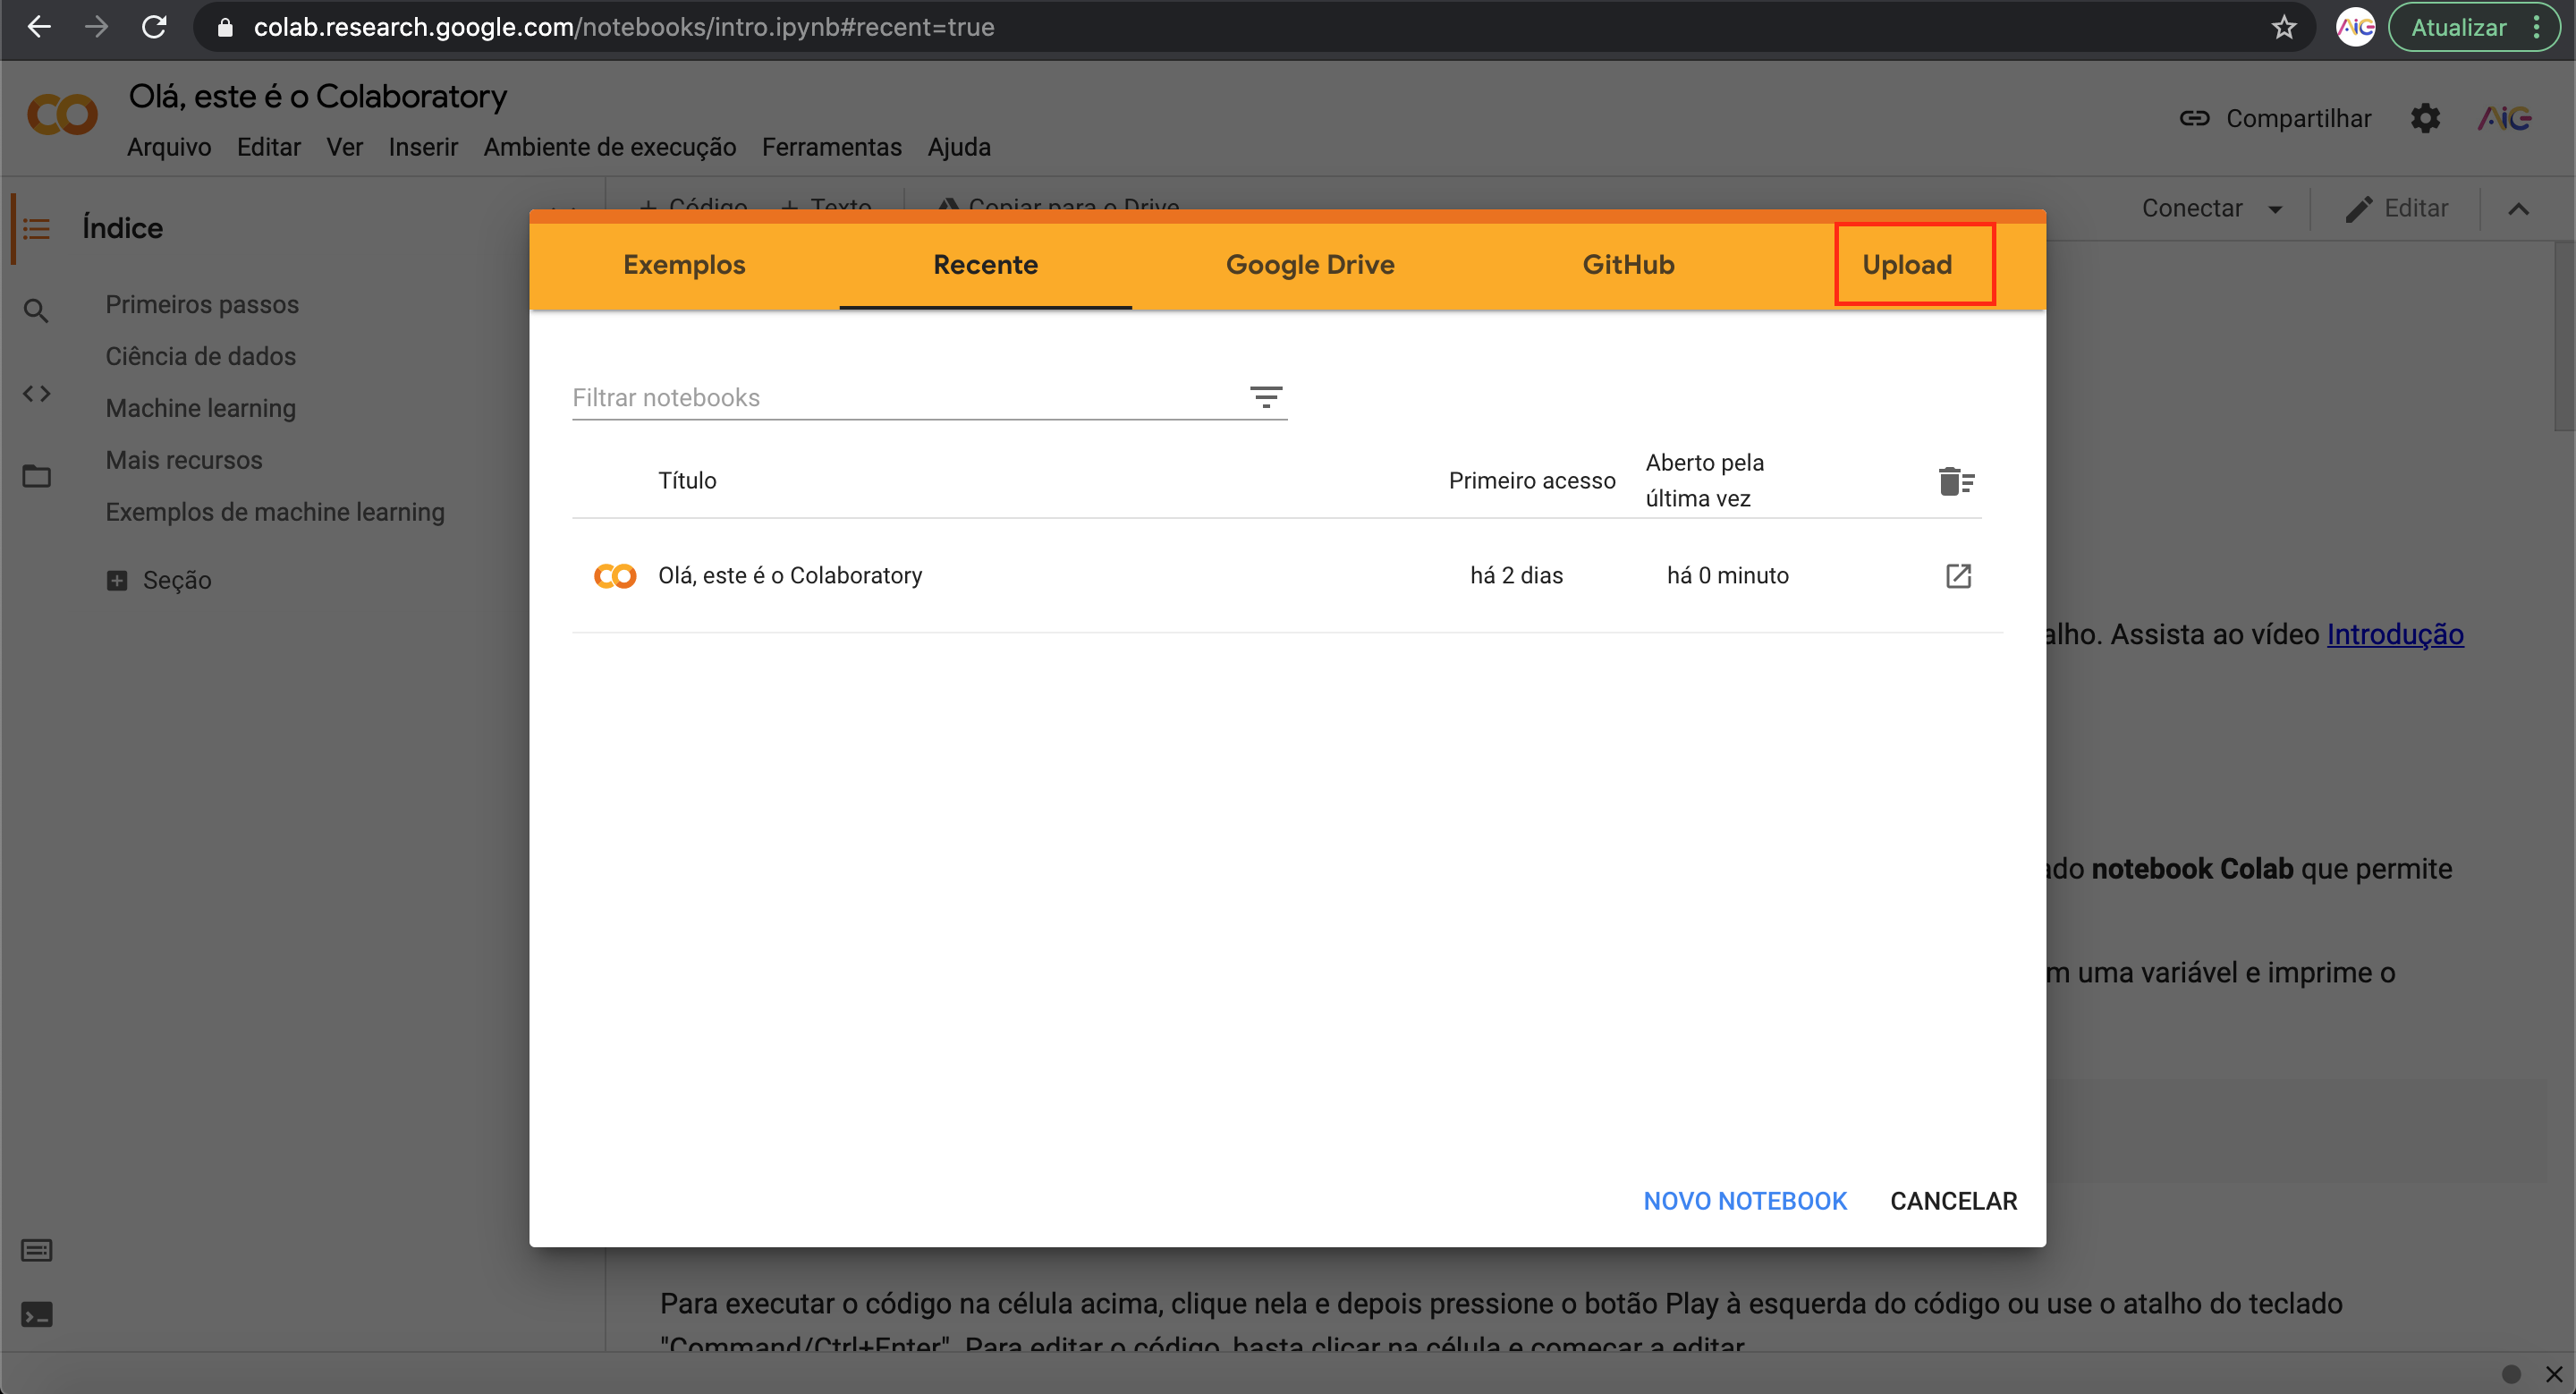 colab.research.google.com/notebooks/intro.ipynb#recent=true
AiG
Atualizar
Olá, este é o Colaboratory
Arquivo Editar Ver Inserir Ambiente de execução Ferramentas Ajuda
Compartilhar
AiG
Índice
+ Código + Texto Copiar para o Drive
Conectar
Editar
Primeiros passos
Ciência de dados
Machine learning
Mais recursos
Exemplos de machine learning
Seção
Exemplos Recente Google Drive GitHub Upload
Filtrar notebooks
Título Primeiro acesso Aberto pela
última vez
Olá, este é o Colaboratory há 2 dias há 0 minuto
alho. Assista ao vídeo Introdução
ado notebook Colab que permite
m uma variável e imprime o
NOVO NOTEBOOK CANCELAR
Para executar o código na célula acima, clique nela e depois pressione o botão Play à esquerda do código ou use o atalho do teclado
"Command/Ctrl+Enter". Para editar o código, basta clicar na célula e começar a editar.